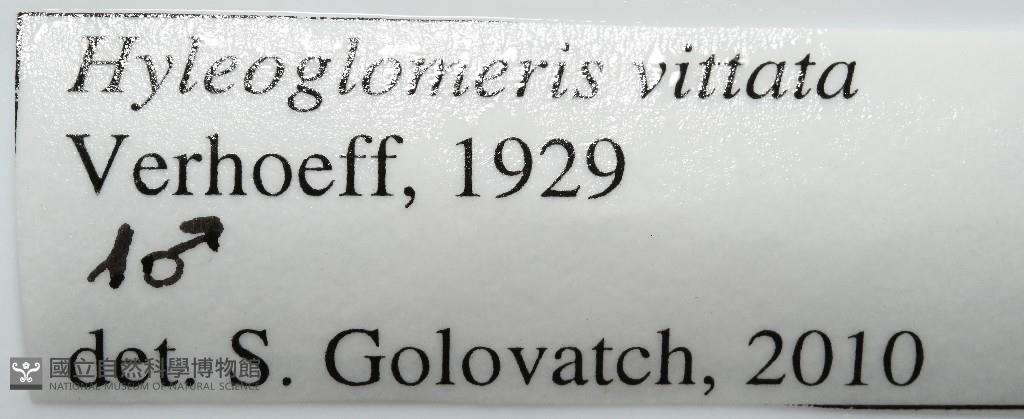 Hyleoglomeris vittata
Verhoeff, 1929
1♂
det. S. Golovatch, 2010
國立自然科學博物館
NATIONAL MUSEUM OF NATURAL SCIENCE